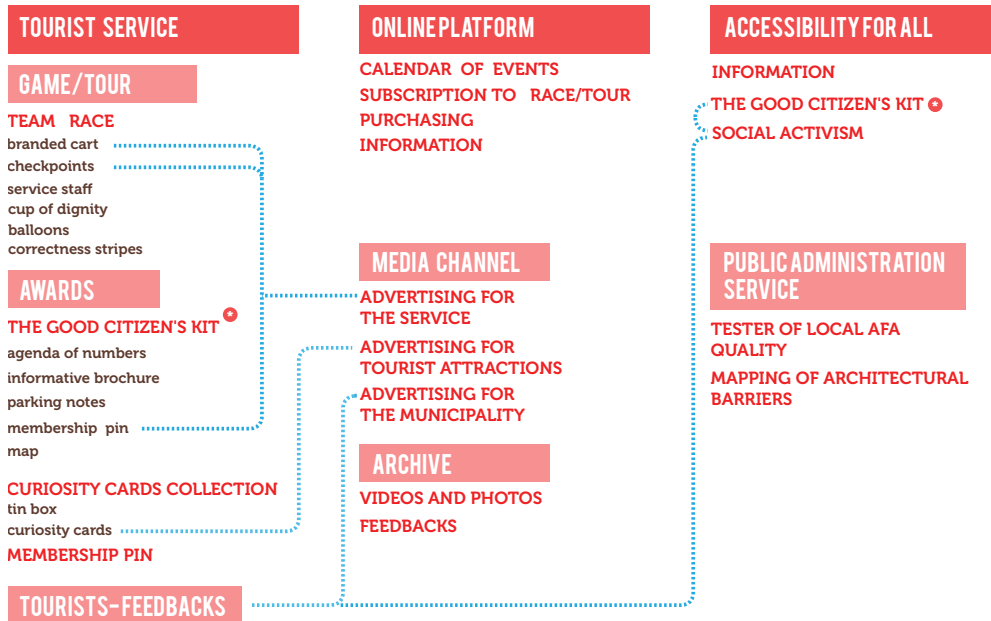 TOURIST SERVICE
GAME/TOUR
TEAM RACE
branded cart
checkpoints
service staff
cup of dignity
balloons
correctness stripes
AWARDS
THE GOOD CITIZEN'S KIT
agenda of numbers
informative brochure
parking notes
membership pin
map
CURIOSITY CARDS COLLECTION
tin box
curiosity cards
MEMBERSHIP PIN
TOURISTS-FEEDBACKS
ONLINE PLATFORM
CALENDAR OF EVENTS
SUBSCRIPTION TO RACE/TOUR
PURCHASING
INFORMATION
MEDIA CHANNEL
ADVERTISING FOR
THE SERVICE
ADVERTISING FOR
TOURIST ATTRACTIONS
ADVERTISING FOR
THE MUNICIPALITY
ARCHIVE
VIDEOS AND PHOTOS
FEEDBACKS
ACCESSIBILITY FOR ALL
INFORMATION
THE GOOD CITIZEN'S KIT
SOCIAL ACTIVISM
PUBLIC ADMINISTRATION
SERVICE
TESTER OF LOCAL AFA
QUALITY
MAPPING OF ARCHITECTURAL
BARRIERS